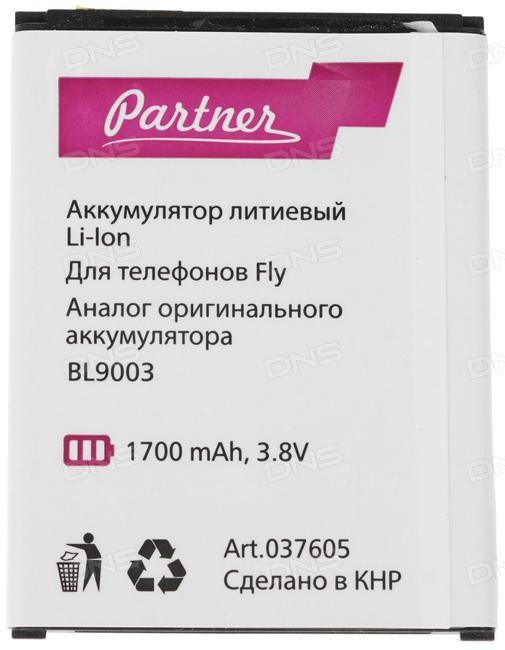 Partner
Аккумулятор литиевый
Li-Ion
Для телефонов Fly
Аналог оригинального
аккумулятора
BL9003
1700 mAh, 3.8V
Art.037605
Сделано в КНР
DNS